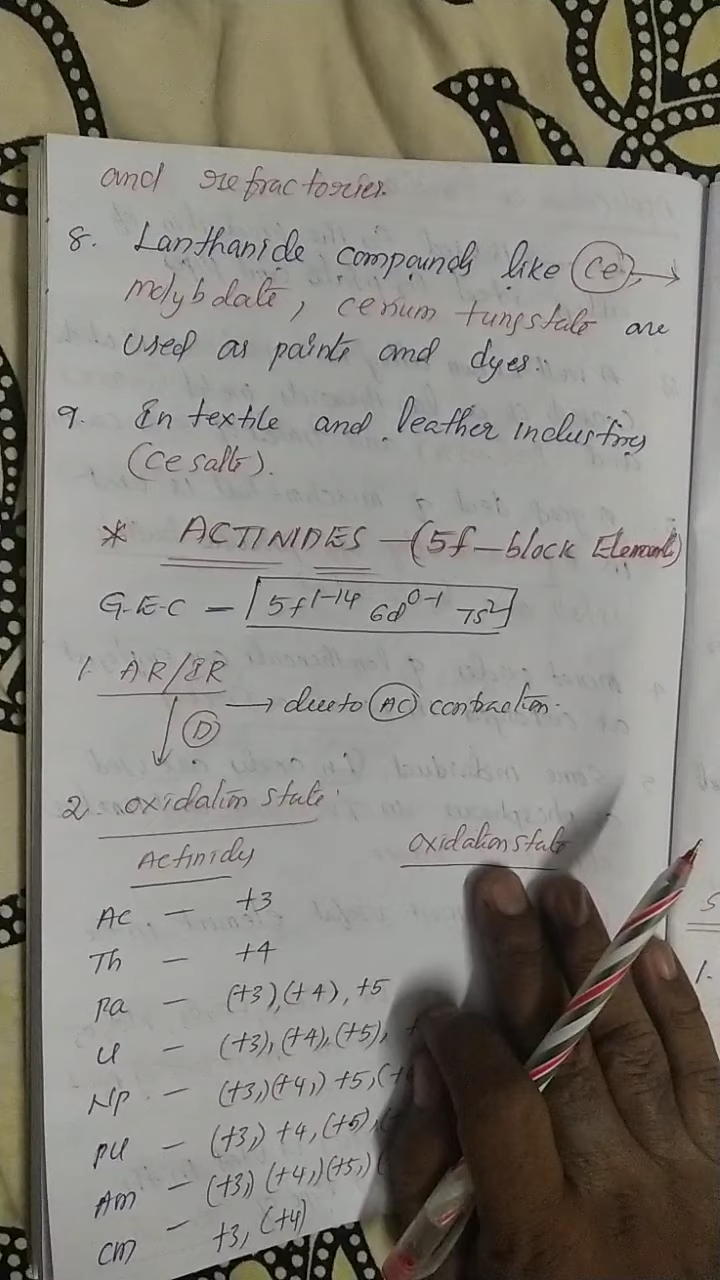 and refractories.
8. Lanthanide compounds like (Ce) →
molybdate, cerium tungstate are
used as paints and dyes.
9. In textile and leather industry
(Ce salts).
* ACTINIDES - (5f-block Elements)
G.E.C - 5f1-14 6d0-1 7s2
1. AR/IR
↓ (D) → due to (AC) contraction.
2. Oxidation state:
Actinides Oxidation state
Ac - +3
Th - +4
Pa - (+3), (+4), +5
U - (+3), (+4), (+5),
Np - (+3,) (+4,) +5,
Pu - (+3,) +4, (+5),
Am - (+3,) (+4,) (+5,)
Cm - +3, (+4)